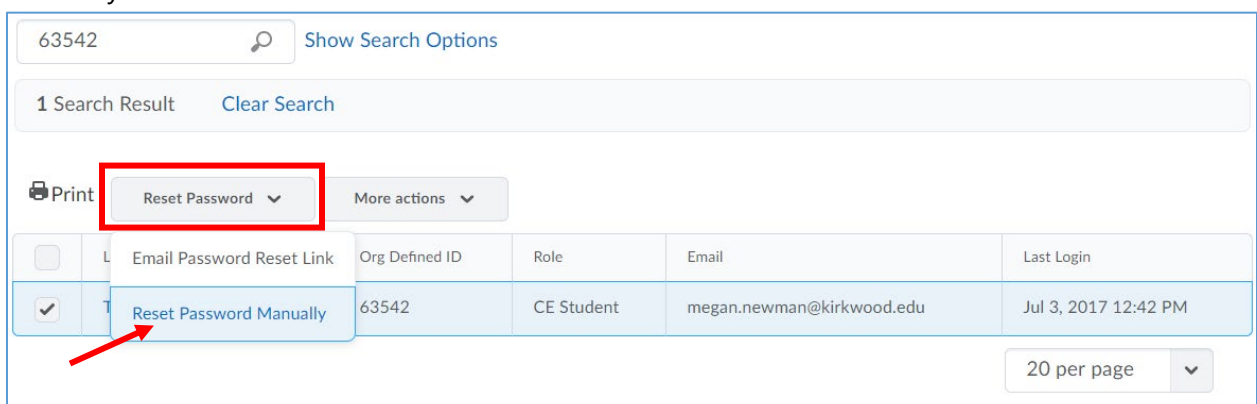 63542 Show Search Options
1 Search Result Clear Search
Print Reset Password More actions
Email Password Reset Link Org Defined ID Role Email Last Login
Reset Password Manually 63542 CE Student megan.newman@kirkwood.edu Jul 3, 2017 12:42 PM
20 per page